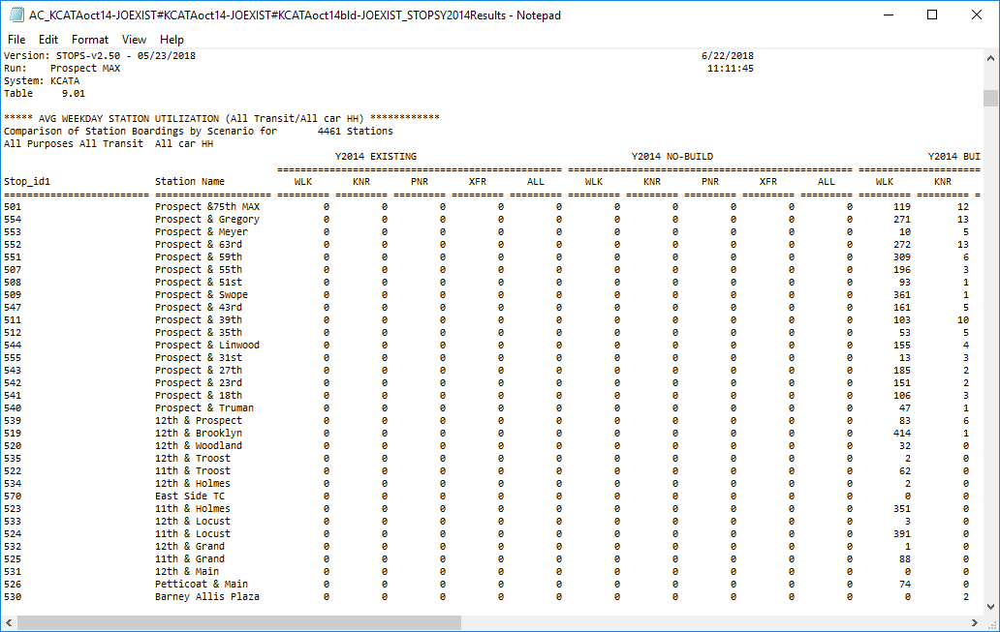 AC_KCATAoct14-JOEXIST#KCATAoct14-JOEXIST#KCATAoct14bld-JOEXIST_STOPSY2014Results - Notepad
File Edit Format View Help
Version: STOPS-v2.50 - 05/23/2018 6/22/2018
Run: Prospect MAX 11:11:45
System: KCATA
Table 9.01
***** AVG WEEKDAY STATION UTILIZATION (All Transit/All car HH) ************
Comparison of Station Boardings by Scenario for 4461 Stations
All Purposes All Transit All car HH
Y2014 EXISTING Y2014 NO-BUILD Y2014 BUI
Stop_id1 Station Name WLK KNR PNR XFR ALL WLK KNR PNR XFR ALL WLK KNR
501 Prospect &75th MAX 0 0 0 0 0 0 0 0 0 0 119 12
554 Prospect & Gregory 0 0 0 0 0 0 0 0 0 0 271 13
553 Prospect & Meyer 0 0 0 0 0 0 0 0 0 0 10 5
552 Prospect & 63rd 0 0 0 0 0 0 0 0 0 0 272 13
551 Prospect & 59th 0 0 0 0 0 0 0 0 0 0 309 6
507 Prospect & 55th 0 0 0 0 0 0 0 0 0 0 196 3
508 Prospect & 51st 0 0 0 0 0 0 0 0 0 0 93 1
509 Prospect & Swope 0 0 0 0 0 0 0 0 0 0 361 1
547 Prospect & 43rd 0 0 0 0 0 0 0 0 0 0 161 5
511 Prospect & 39th 0 0 0 0 0 0 0 0 0 0 103 10
512 Prospect & 35th 0 0 0 0 0 0 0 0 0 0 53 5
544 Prospect & Linwood 0 0 0 0 0 0 0 0 0 0 155 4
555 Prospect & 31st 0 0 0 0 0 0 0 0 0 0 13 3
543 Prospect & 27th 0 0 0 0 0 0 0 0 0 0 185 2
542 Prospect & 23rd 0 0 0 0 0 0 0 0 0 0 151 2
541 Prospect & 18th 0 0 0 0 0 0 0 0 0 0 106 3
540 Prospect & Truman 0 0 0 0 0 0 0 0 0 0 47 1
539 12th & Prospect 0 0 0 0 0 0 0 0 0 0 83 6
519 12th & Brooklyn 0 0 0 0 0 0 0 0 0 0 414 1
520 12th & Woodland 0 0 0 0 0 0 0 0 0 0 32 0
535 12th & Troost 0 0 0 0 0 0 0 0 0 0 2 0
522 11th & Troost 0 0 0 0 0 0 0 0 0 0 62 0
534 12th & Holmes 0 0 0 0 0 0 0 0 0 0 2 0
570 East Side TC 0 0 0 0 0 0 0 0 0 0 0 0
523 11th & Holmes 0 0 0 0 0 0 0 0 0 0 351 0
533 12th & Locust 0 0 0 0 0 0 0 0 0 0 3 0
524 11th & Locust 0 0 0 0 0 0 0 0 0 0 391 0
532 12th & Grand 0 0 0 0 0 0 0 0 0 0 1 0
525 11th & Grand 0 0 0 0 0 0 0 0 0 0 88 0
531 12th & Main 0 0 0 0 0 0 0 0 0 0 0 0
526 Petticoat & Main 0 0 0 0 0 0 0 0 0 0 74 0
530 Barney Allis Plaza 0 0 0 0 0 0 0 0 0 0 0 2